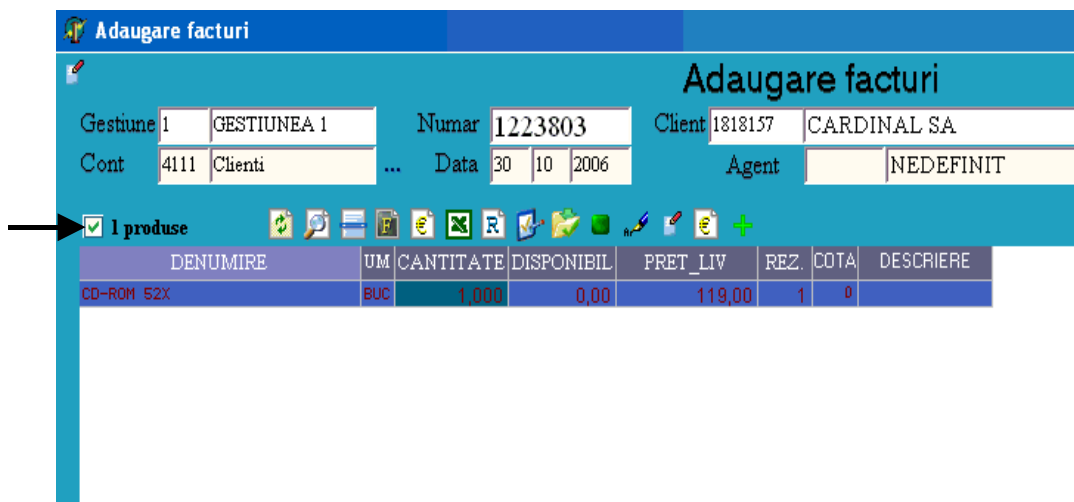 Adaugare facturi
Adaugare facturi
Gestiune 1 GESTIUNEA 1 Numar 1223803 Client 1818157 CARDINAL SA
Cont 4111 Clienti ... Data 30 10 2006 Agent NEDEFINIT
1 produse
DENUMIRE UM CANTITATE DISPONIBIL PRET_LIV REZ. COTA DESCRIERE
CD-ROM 52X BUC 1,000 0,00 119,00 1 0